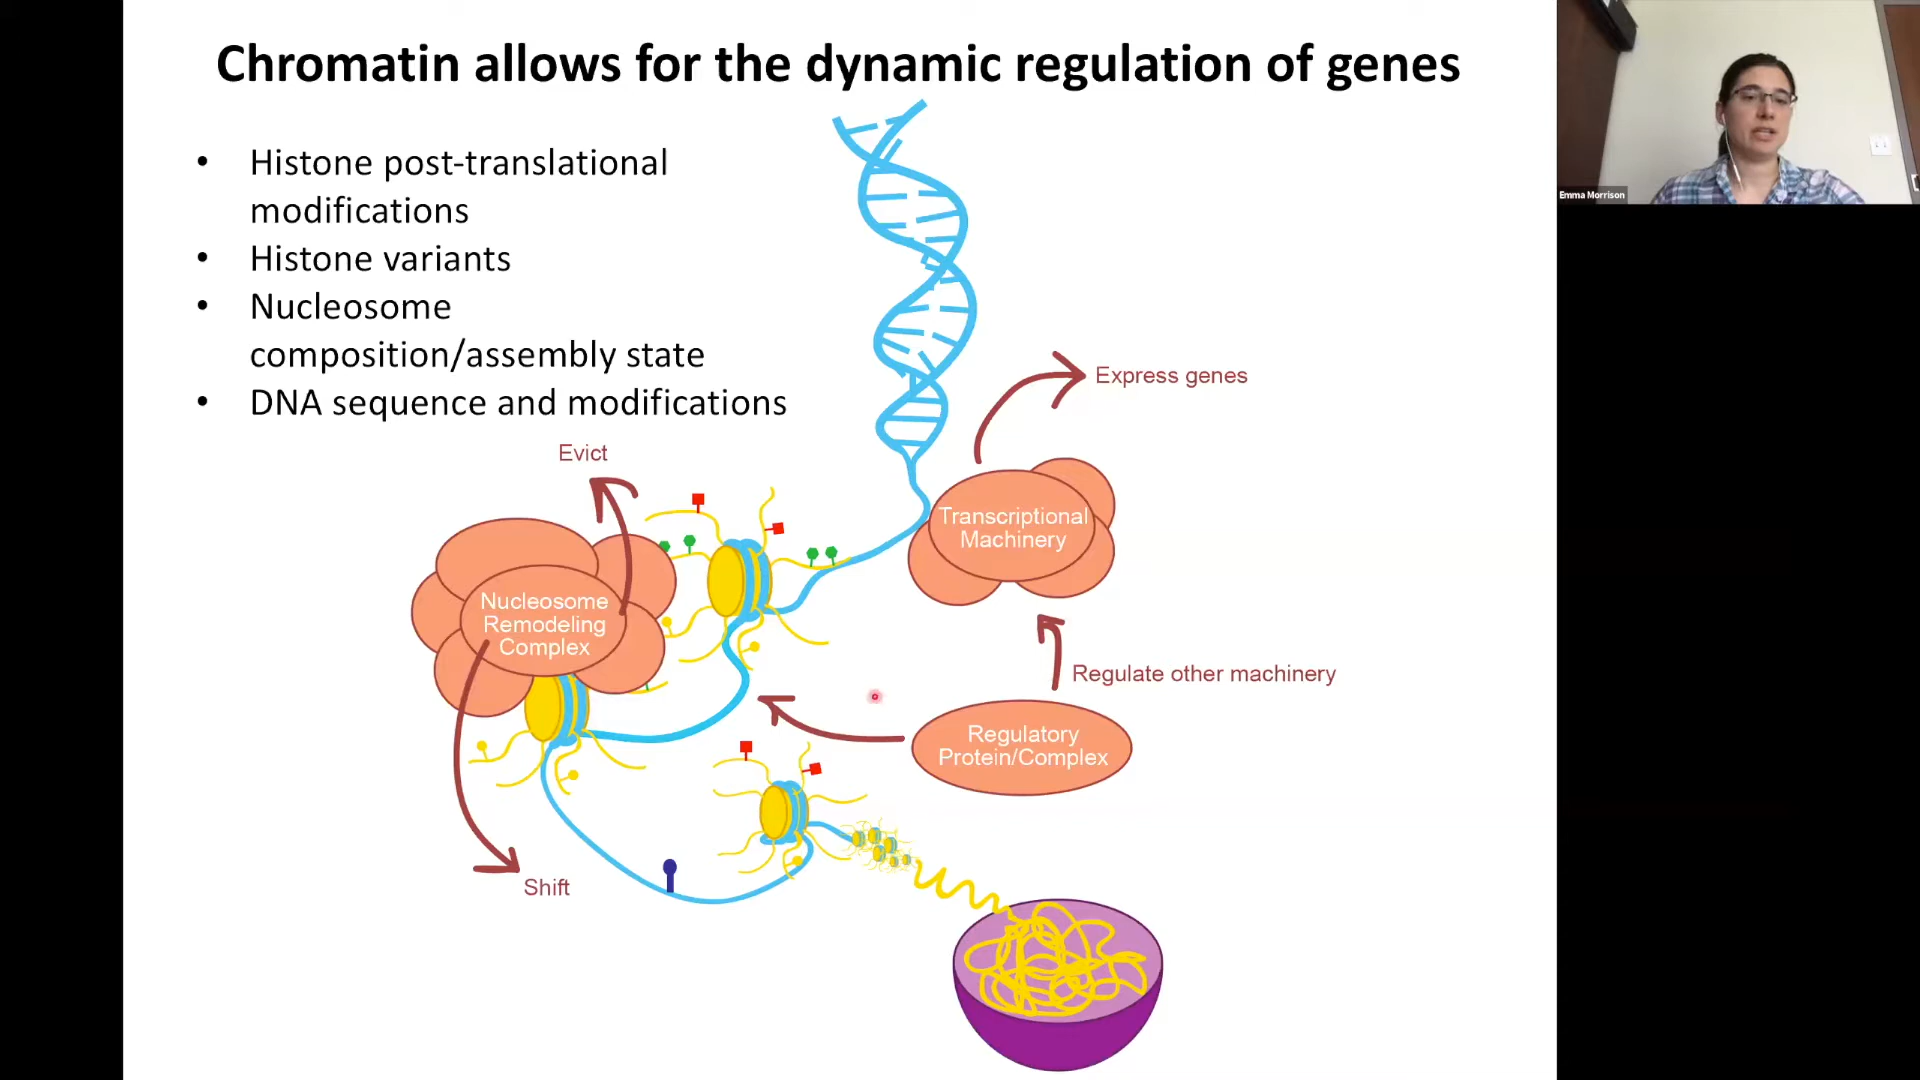 Chromatin allows for the dynamic regulation of genes
• Histone post-translational
modifications
• Histone variants
• Nucleosome
composition/assembly state
• DNA sequence and modifications
Evict
Express genes
Transcriptional
Machinery
Nucleosome
Remodeling
Complex
Regulate other machinery
Regulatory
Protein/Complex
Shift
Emma Morrison